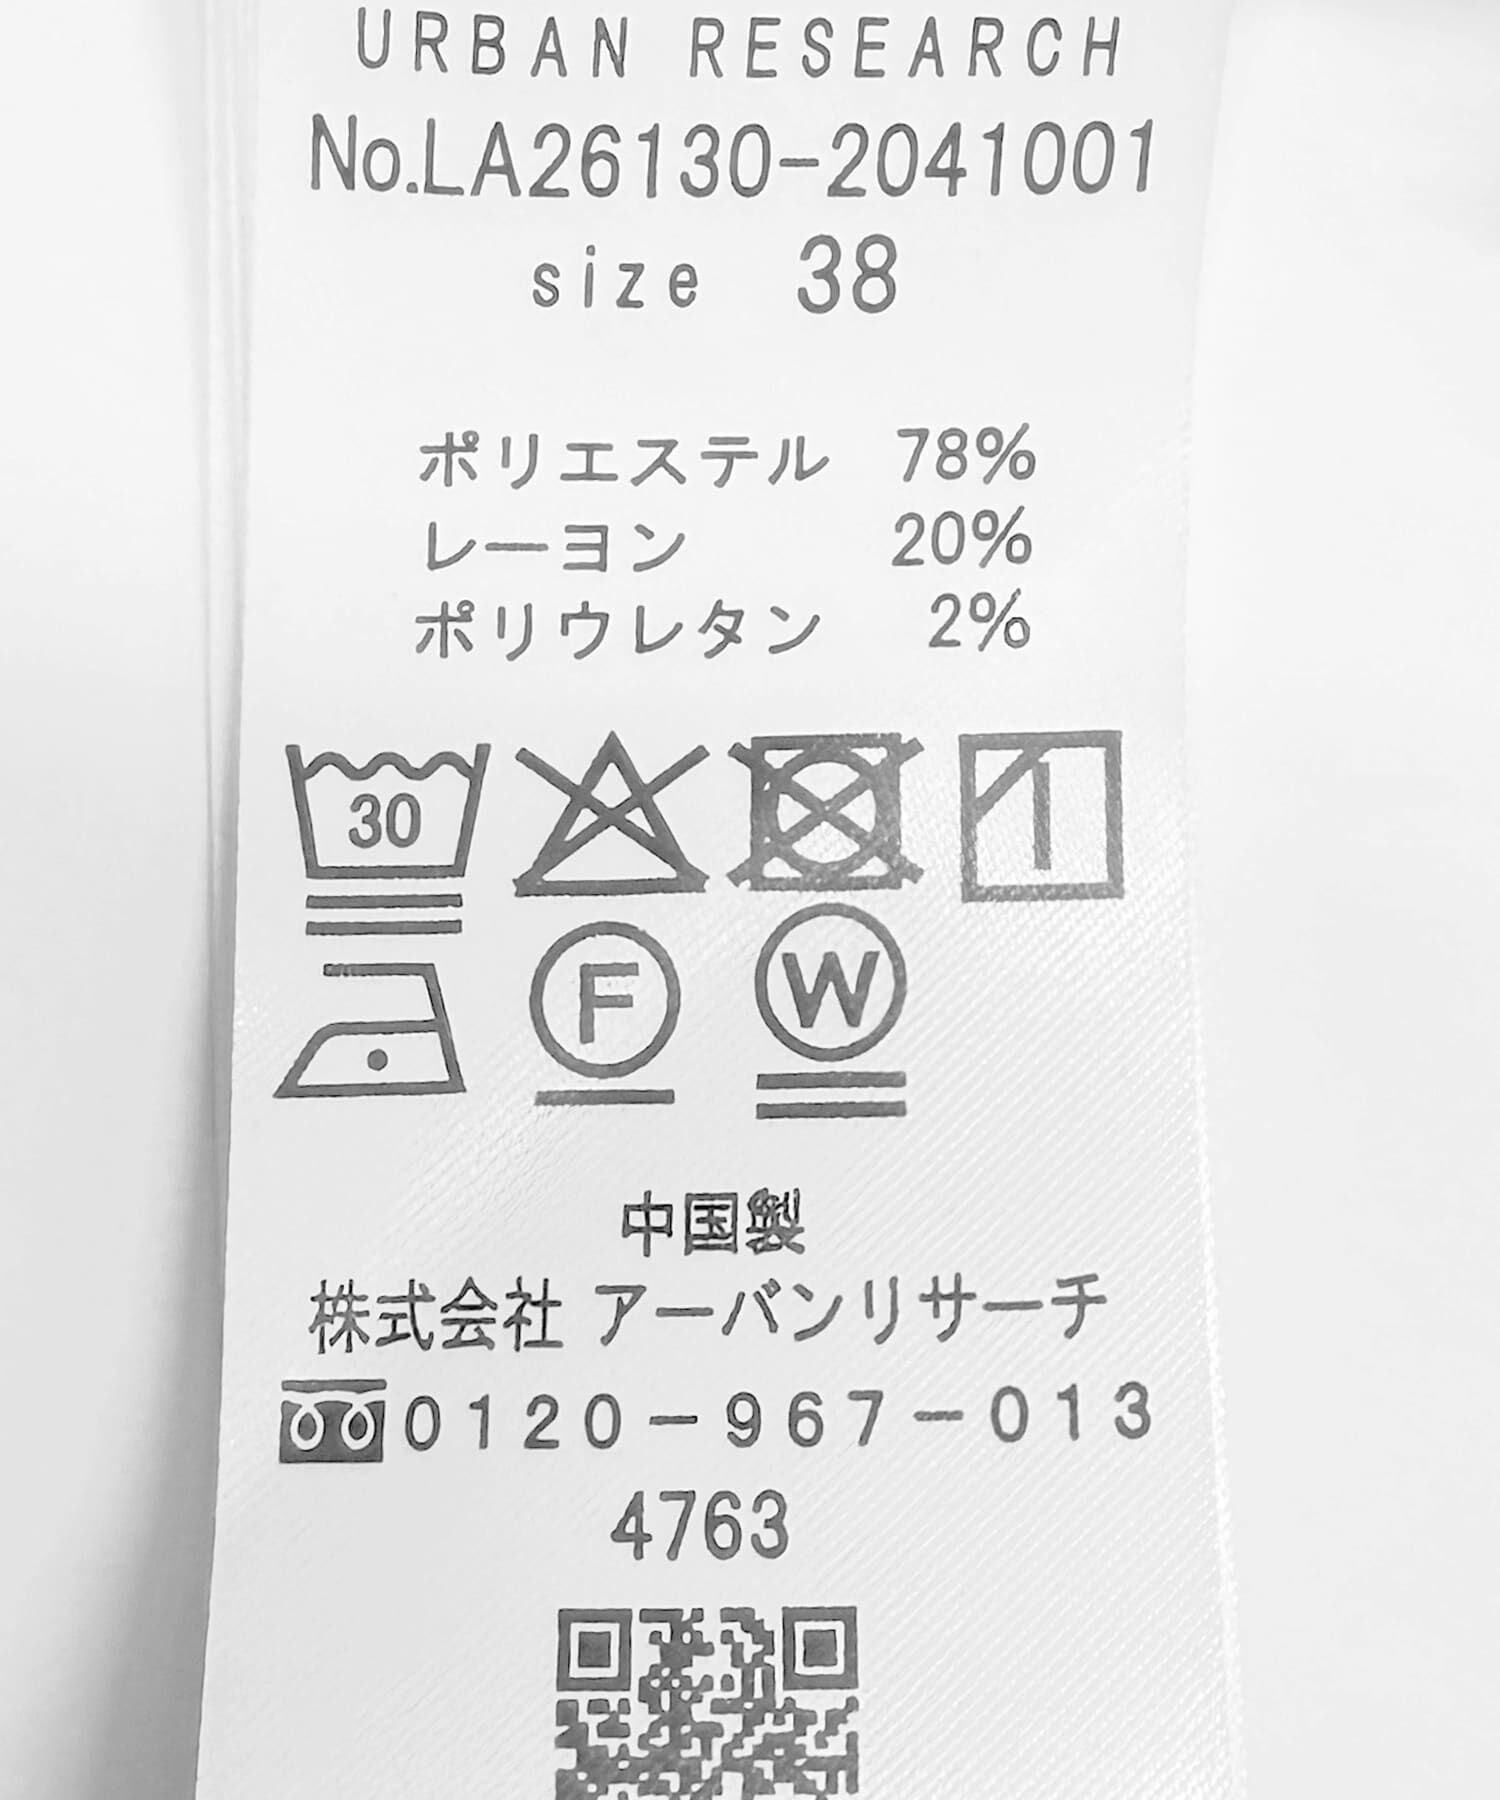 URBAN RESEARCH
No.LA26130-2041001
size 38
ポリエステル 78%
レーヨン 20%
ポリウレタン 2%
30
F W
中国製
株式会社 アーバンリサーチ
0120-967-013
4763